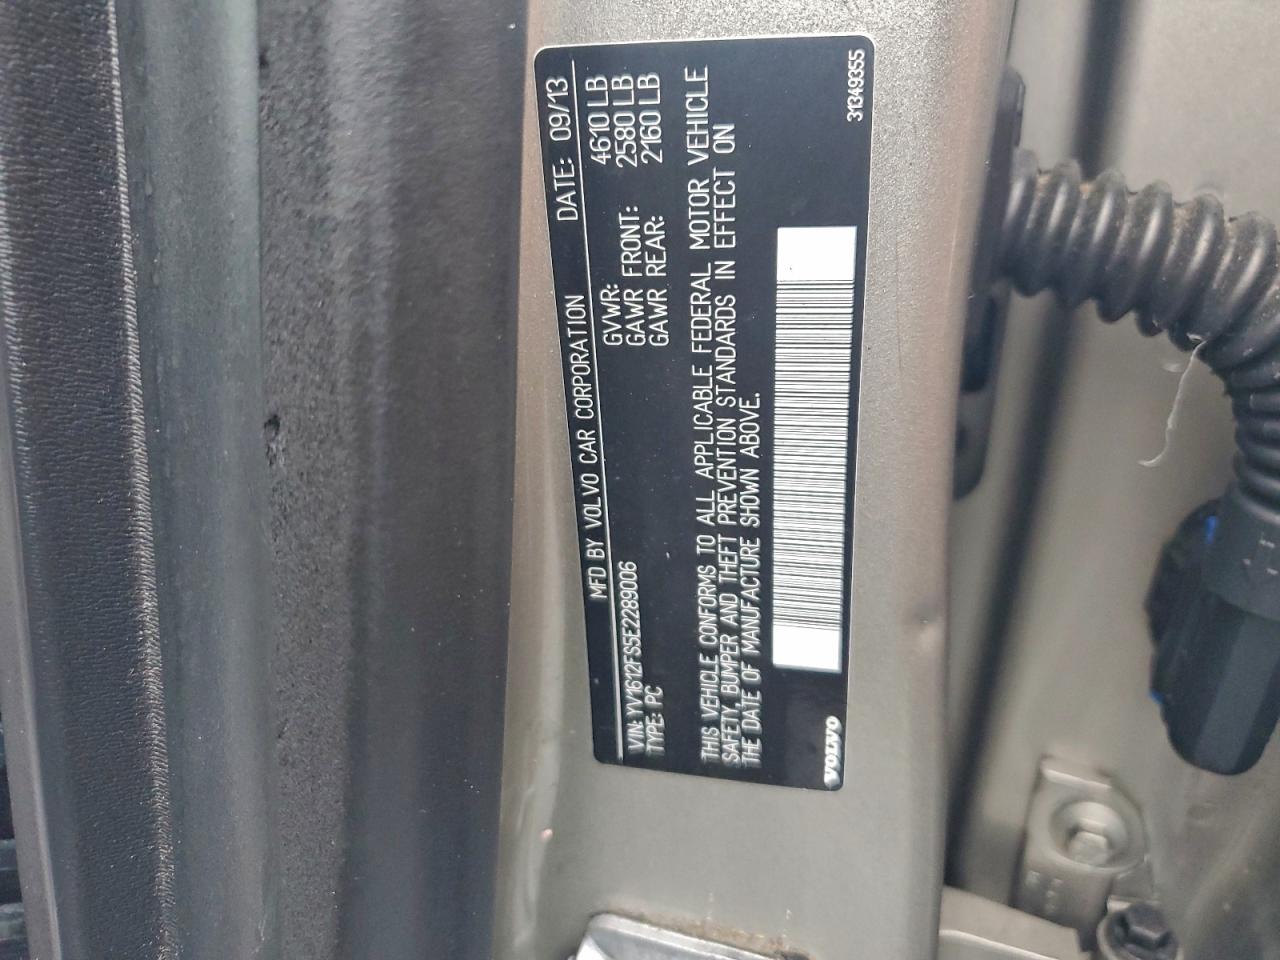 MFD BY VOLVO CAR CORPORATION DATE: 09/13
VIN: YV1612FS5E2289006 GVWR: 4610 LB
TYPE: PC GAWR FRONT: 2580 LB
GAWR REAR: 2160 LB
THIS VEHICLE CONFORMS TO ALL APPLICABLE FEDERAL MOTOR VEHICLE
SAFETY, BUMPER AND THEFT PREVENTION STANDARDS IN EFFECT ON
THE DATE OF MANUFACTURE SHOWN ABOVE.
VOLVO 31349355